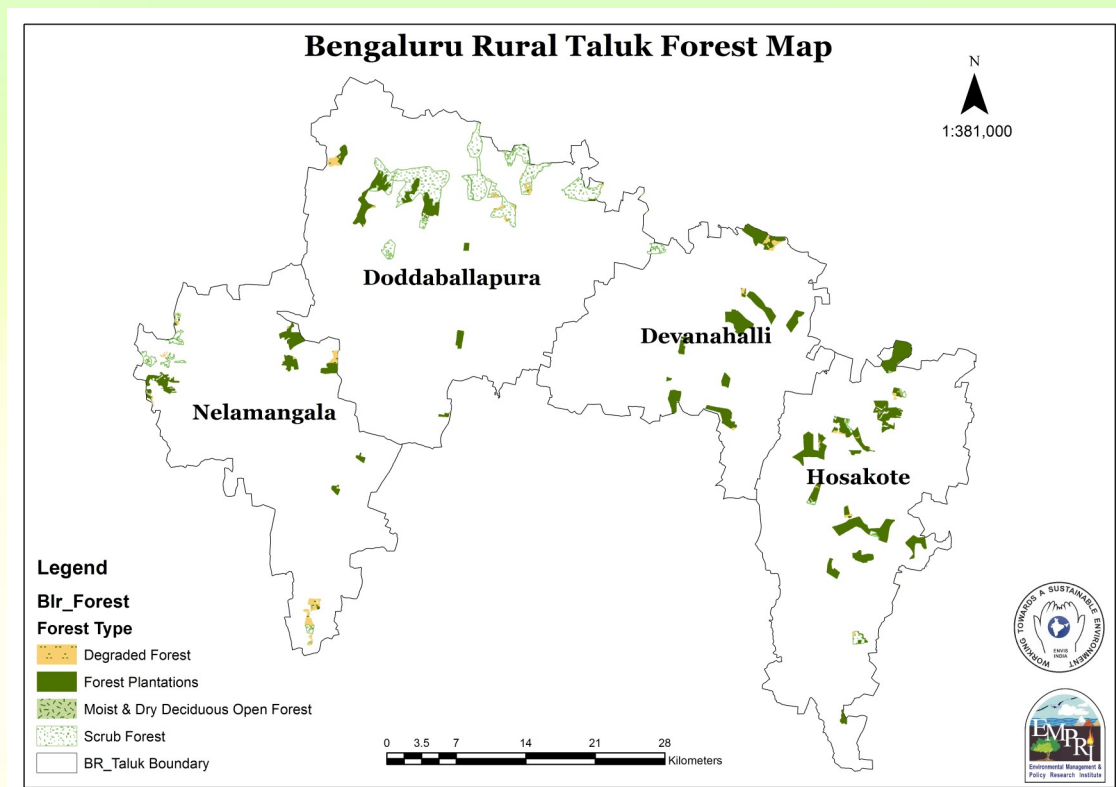 Bengaluru Rural Taluk Forest Map
N
1:381,000
Doddaballapura
Devanahalli
Nelamangala
Hosakote
Legend
Blr_Forest
Forest Type
Degraded Forest
Forest Plantations
Moist & Dry Deciduous Open Forest
Scrub Forest
BR_Taluk Boundary
0 3.5 7 14 21 28
Kilometers
WORKING TOWARDS A SUSTAINABLE ENVIRONMENT
ENVIS
INDIA
EMPRI
Environmental Management &
Policy Research Institute